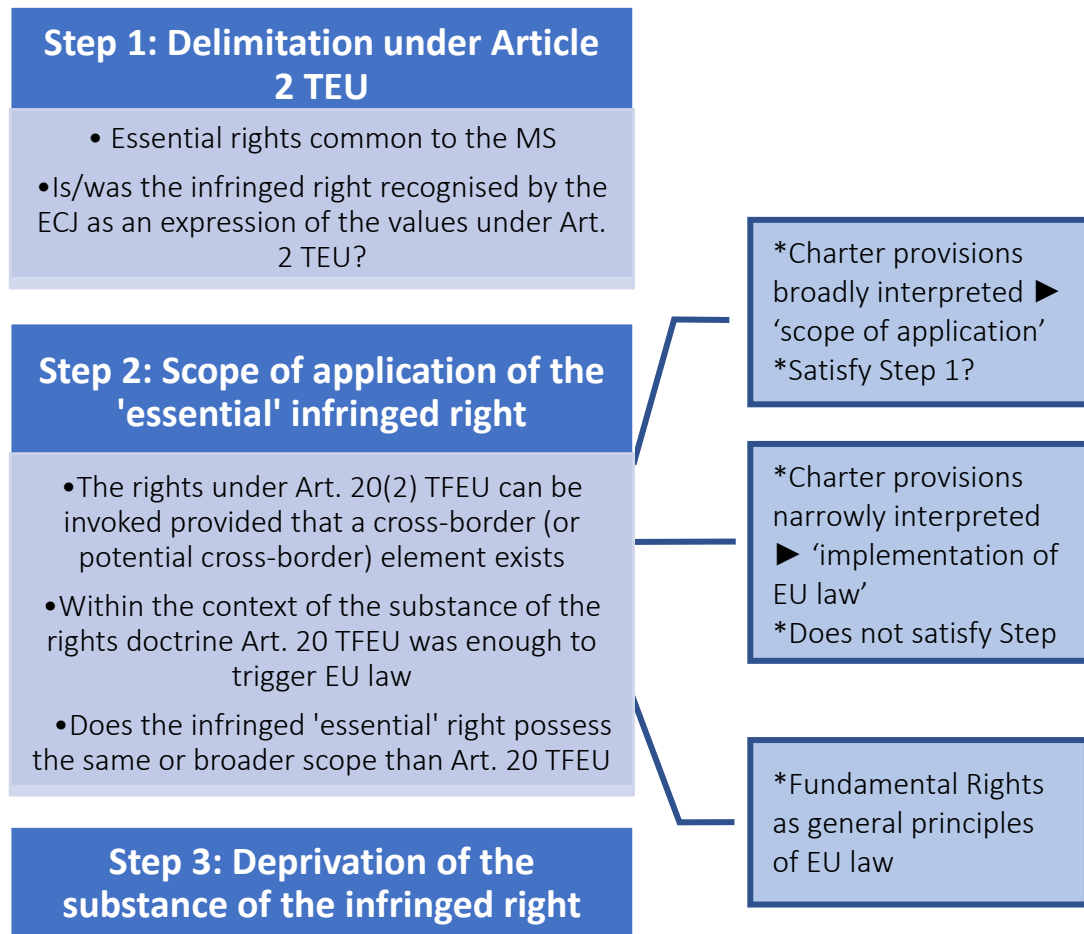 Step 1: Delimitation under Article
2 TEU
• Essential rights common to the MS
•Is/was the infringed right recognised by the
ECJ as an expression of the values under Art.
2 TEU?
Step 2: Scope of application of the
'essential' infringed right
•The rights under Art. 20(2) TFEU can be
invoked provided that a cross-border (or
potential cross-border) element exists
•Within the context of the substance of the
rights doctrine Art. 20 TFEU was enough to
trigger EU law
•Does the infringed 'essential' right possess
the same or broader scope than Art. 20 TFEU
*Charter provisions
broadly interpreted ►
‘scope of application’
*Satisfy Step 1?
*Charter provisions
narrowly interpreted
► ‘implementation of
EU law’
*Does not satisfy Step
*Fundamental Rights
as general principles
of EU law
Step 3: Deprivation of the
substance of the infringed right